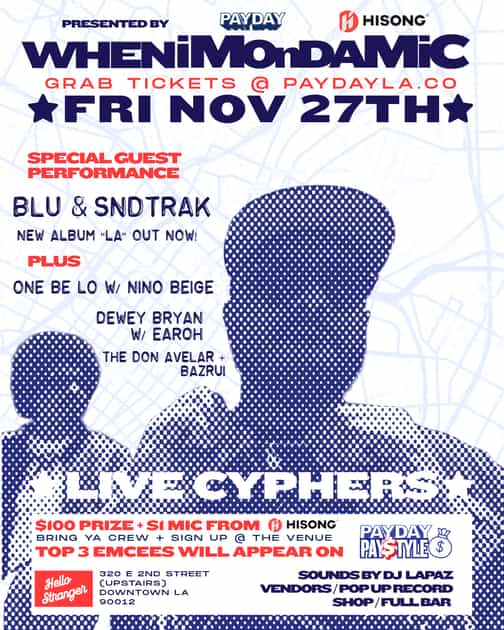 PRESENTED BY PAYDAY HISONG
WHENiMOnDAMiC
GRAB TICKETS @ PAYDAYLA.CO
★FRI NOV 27TH★
SPECIAL GUEST
PERFORMANCE
BLU & SNDTRAK
NEW ALBUM "LA" OUT NOW!
PLUS
ONE BE LO W/ NINO BEIGE
DEWEY BRYAN
W/ EAROH
THE DON AVELAR +
BAZRUI
★LIVE CYPHERS★
$100 PRIZE + S1 MIC FROM HISONG
BRING YA CREW + SIGN UP @ THE VENUE
TOP 3 EMCEES WILL APPEAR ON
PAYDAY
PAY$TYLE
Hello
Stranger
320 E 2ND STREET
(UPSTAIRS)
DOWNTOWN LA
90012
SOUNDS BY DJ LAPAZ
VENDORS / POP UP RECORD
SHOP / FULL BAR